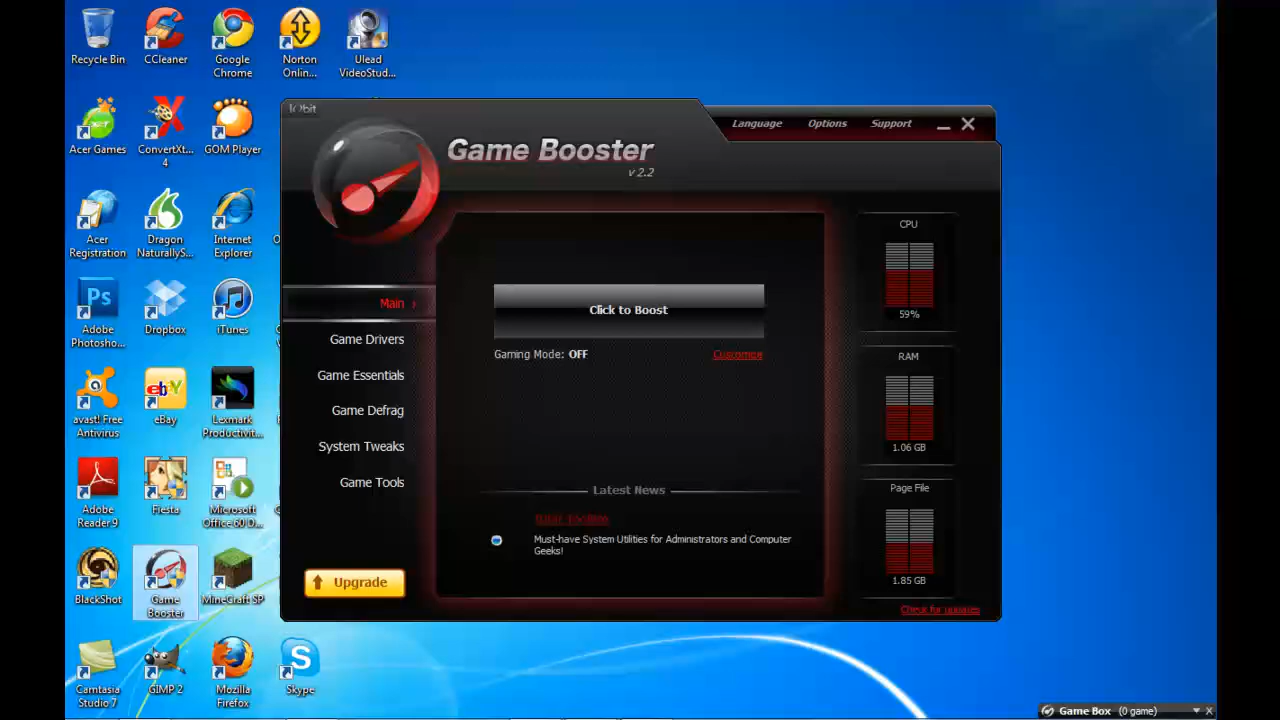 Recycle Bin
CCleaner
Google
Chrome
Norton
Onlin...
Ulead
VideoStud...
Acer Games
ConvertXt...
4
GOM Player
Acer
Registration
Dragon
NaturallyS...
Internet
Explorer
Ps
Adobe
Photosho...
Dropbox
iTunes
avast! Free
Antivirus
ebY
eBay
Lexmark
Productivit...
Adobe
Reader 9
Fiesta
Microsoft
Office 60 D...
BlackShot
Game
Booster
MineCraft SP
Camtasia
Studio 7
GIMP 2
Mozilla
Firefox
Skype
IObit
Game Booster
v 2.2
Language
Options
Support
Main
Game Drivers
Game Essentials
Game Defrag
System Tweaks
Game Tools
Upgrade
Click to Boost
Gaming Mode: OFF
Customize
Latest News
Must-have System Utilities for Administrators and Computer
Geeks!
CPU
59%
RAM
1.06 GB
Page File
1.85 GB
Check for updates
Game Box (0 game)